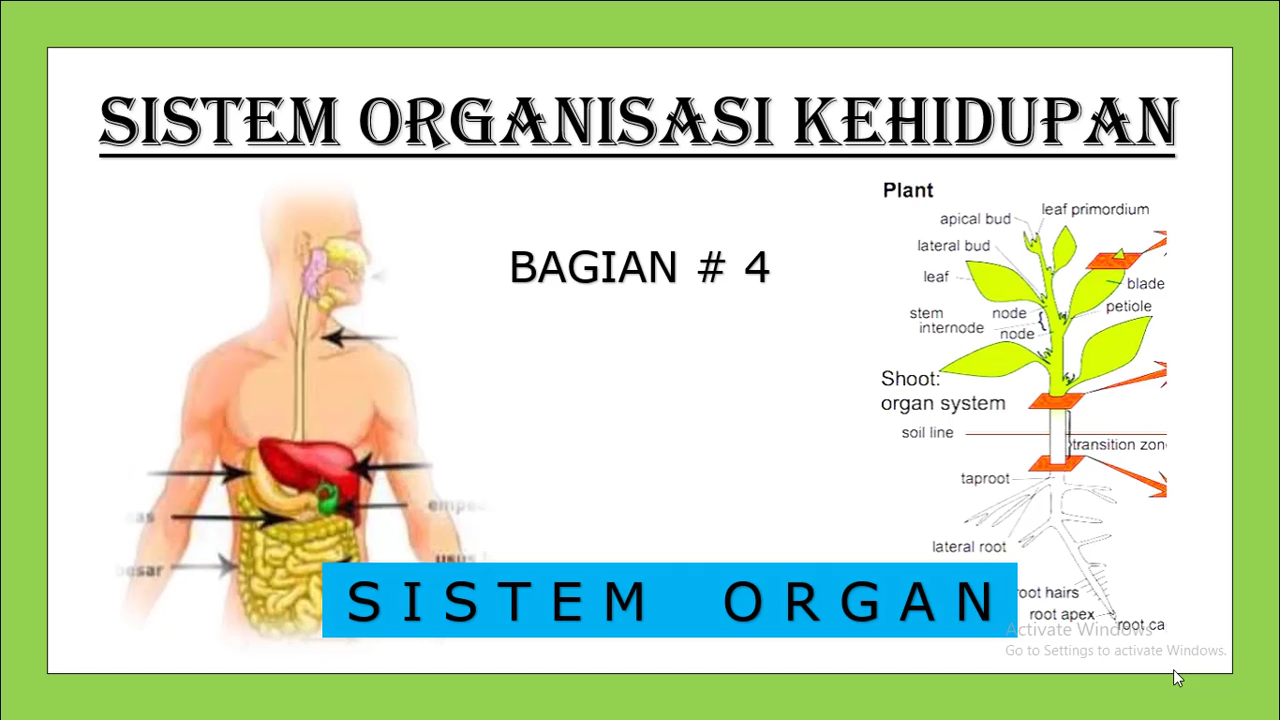 SISTEM ORGANISASI KEHIDUPAN
BAGIAN # 4
Plant
leaf primordium
apical bud
lateral bud
leaf
blade
petiole
stem
node
internode
node
Shoot:
organ system
soil line
transition zon
taproot
lateral root
root hairs
root apex
root ca
besar
SISTEM ORGAN
Activate Windows
Go to Settings to activate Windows.